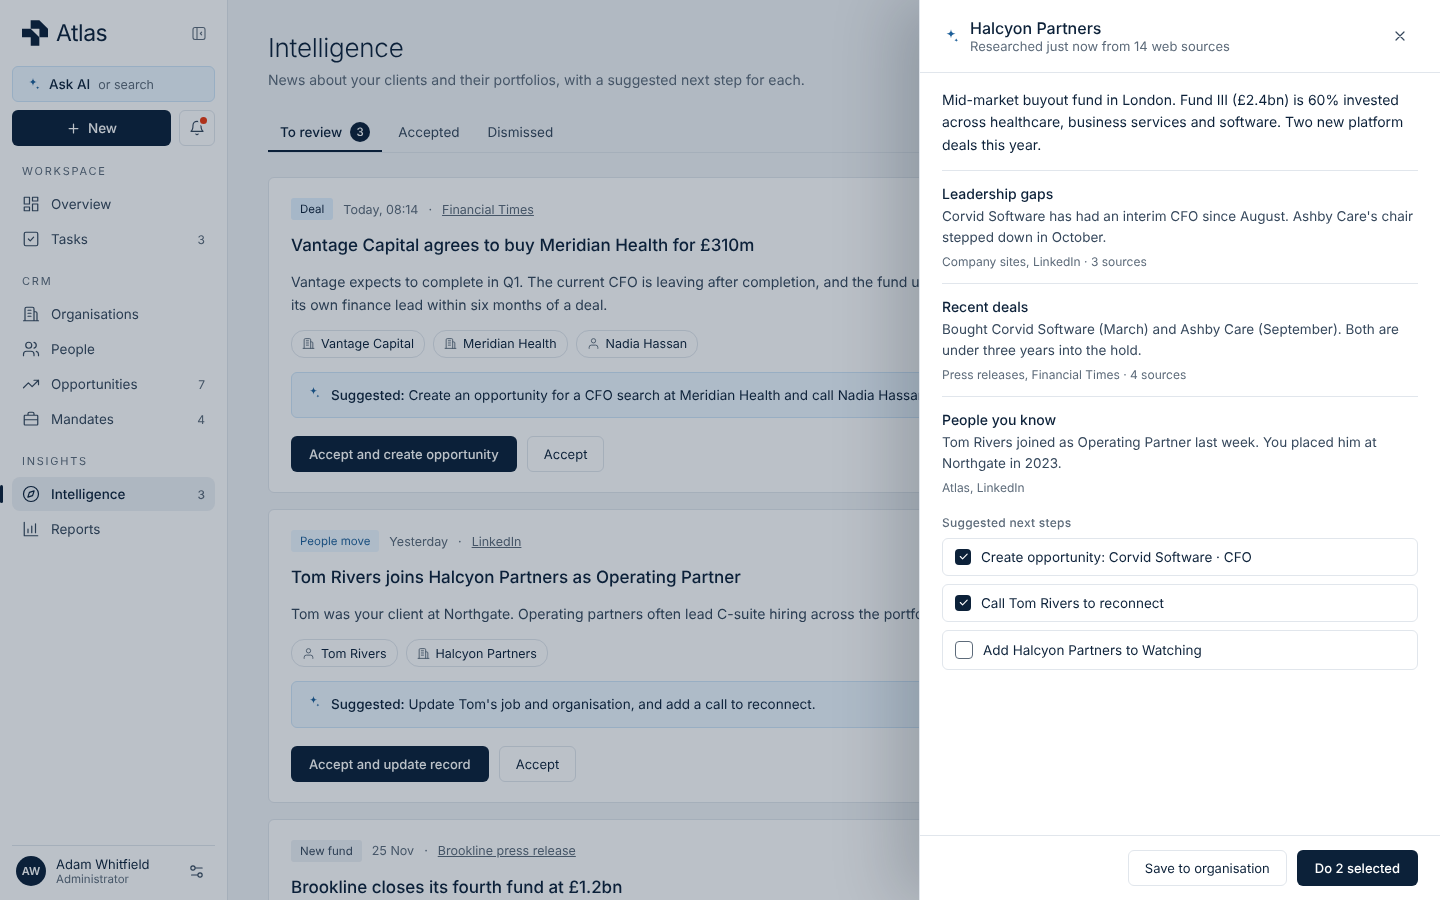 Atlas
Ask AI or search
New
WORKSPACE
Overview
Tasks 3
CRM
Organisations
People
Opportunities 7
Mandates 4
INSIGHTS
Intelligence 3
Reports
AW
Adam Whitfield
Administrator
Intelligence
News about your clients and their portfolios, with a suggested next step for each.
To review 3 Accepted Dismissed
Deal Today, 08:14 · Financial Times
Vantage Capital agrees to buy Meridian Health for £310m
Vantage expects to complete in Q1. The current CFO is leaving after completion, and the fund u
its own finance lead within six months of a deal.
Vantage Capital Meridian Health Nadia Hassan
Suggested: Create an opportunity for a CFO search at Meridian Health and call Nadia Hassa
Accept and create opportunity Accept
People move Yesterday · LinkedIn
Tom Rivers joins Halcyon Partners as Operating Partner
Tom was your client at Northgate. Operating partners often lead C-suite hiring across the portfo
Tom Rivers Halcyon Partners
Suggested: Update Tom's job and organisation, and add a call to reconnect.
Accept and update record Accept
New fund 25 Nov · Brookline press release
Brookline closes its fourth fund at £1.2bn
Halcyon Partners
Researched just now from 14 web sources
Mid-market buyout fund in London. Fund III (£2.4bn) is 60% invested
across healthcare, business services and software. Two new platform
deals this year.
Leadership gaps
Corvid Software has had an interim CFO since August. Ashby Care's chair
stepped down in October.
Company sites, LinkedIn · 3 sources
Recent deals
Bought Corvid Software (March) and Ashby Care (September). Both are
under three years into the hold.
Press releases, Financial Times · 4 sources
People you know
Tom Rivers joined as Operating Partner last week. You placed him at
Northgate in 2023.
Atlas, LinkedIn
Suggested next steps
Create opportunity: Corvid Software · CFO
Call Tom Rivers to reconnect
Add Halcyon Partners to Watching
Save to organisation Do 2 selected